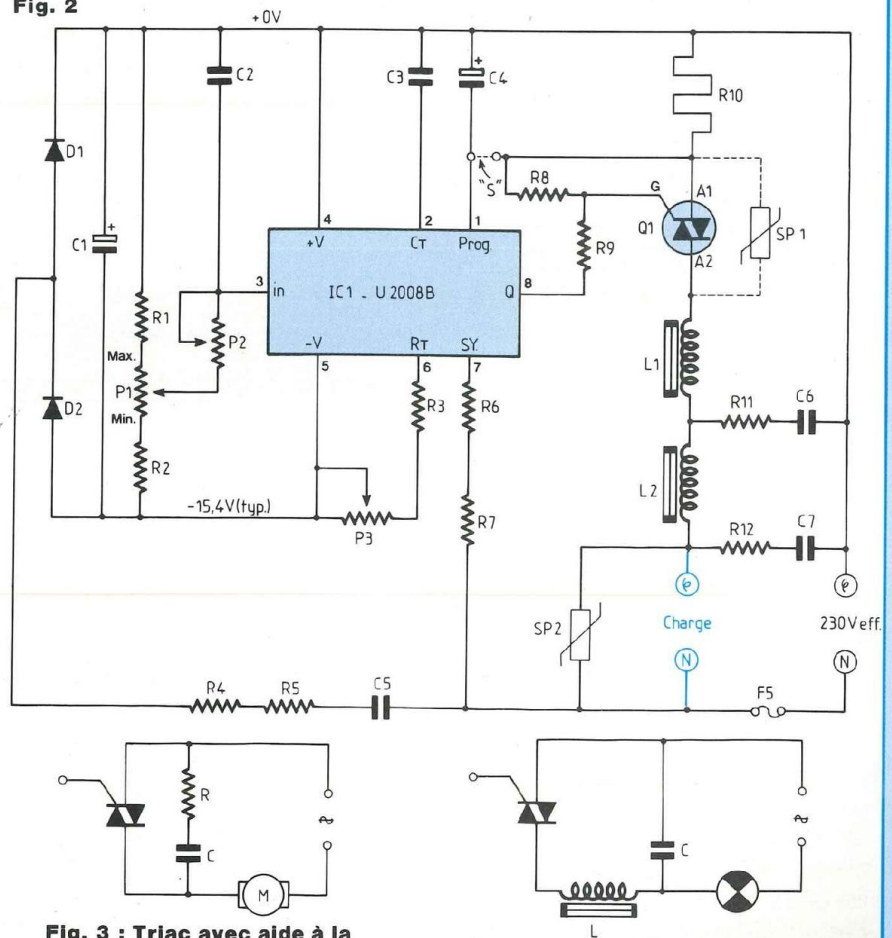 Fig. 2
+0V
C2
C3
+
C4
R10
D1
"S"
R8
G
A1
Q1
A2
SP1
R9
C1
+
4
+V
2
CT
1
Prog.
3
in
IC1 - U2008B
Q
8
-V
5
RT
6
SY
7
R1
Max.
P1
Min.
P2
D2
R2
R3
R6
L1
R11
C6
-15,4V(typ.)
P3
R7
L2
R12
C7
φ
φ
SP2
Charge
230Veff.
N
N
R4
R5
C5
F5
R
C
M
≈
C
≈
L
Fig. 3 : Triac avec aide à la